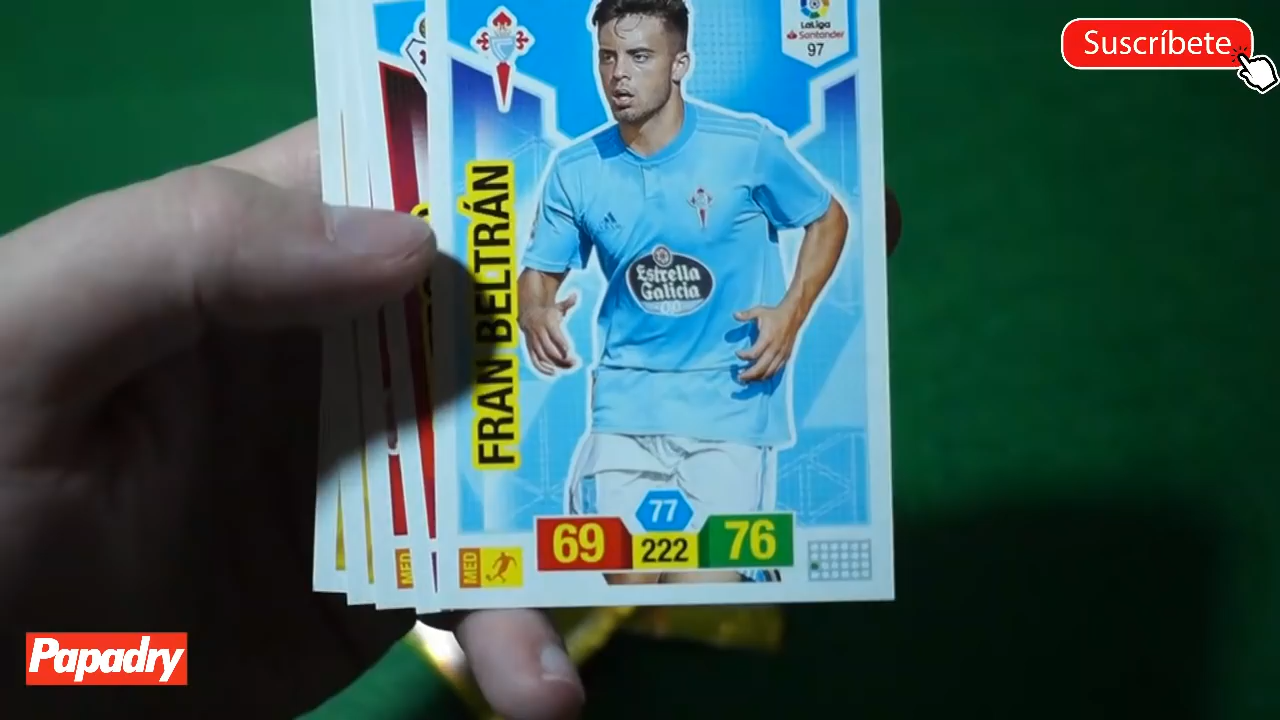 Suscríbete
LaLiga
Santander
97
FRAN BELTRÁN
Estrella
Galicia
77
69
222
76
MED
MED
Papadry